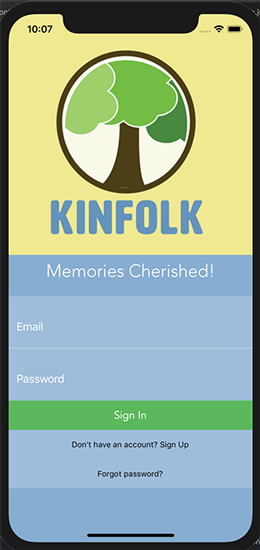 10:07
KINFOLK
Memories Cherished!
Email
Password
Sign In
Don't have an account? Sign Up
Forgot password?